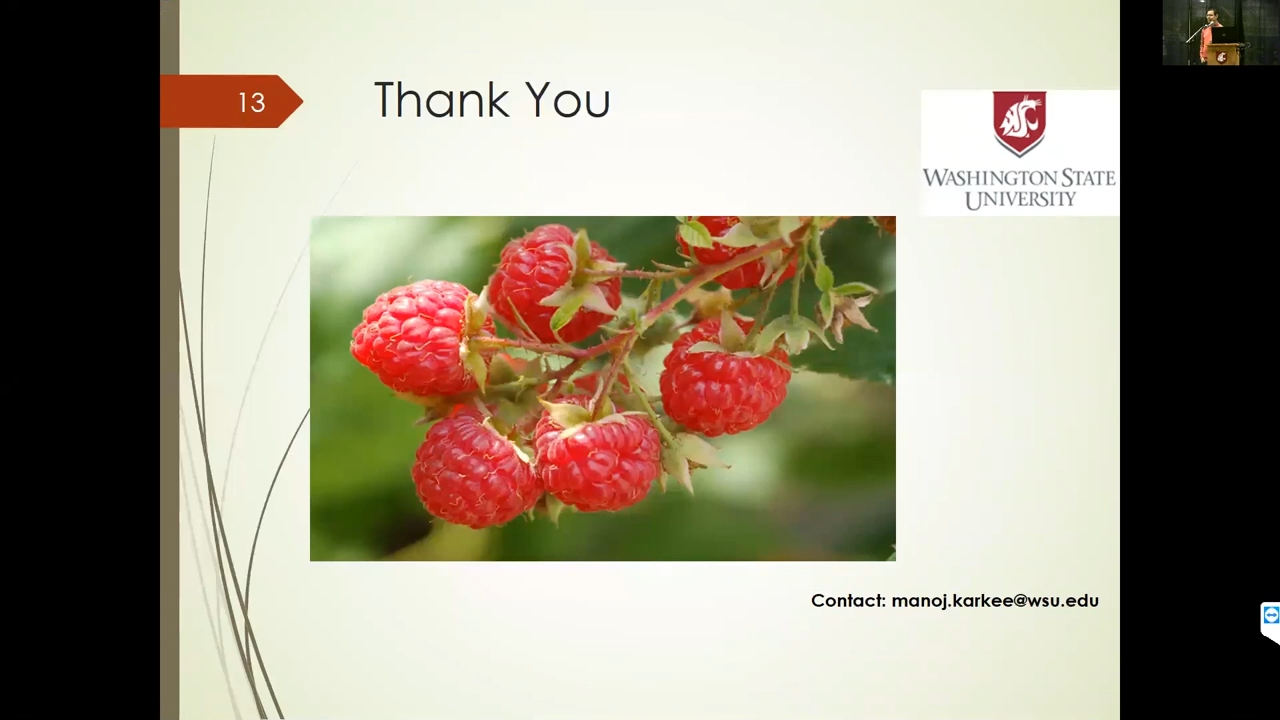 13
Thank You
WASHINGTON STATE
UNIVERSITY
Contact: manoj.karkee@wsu.edu